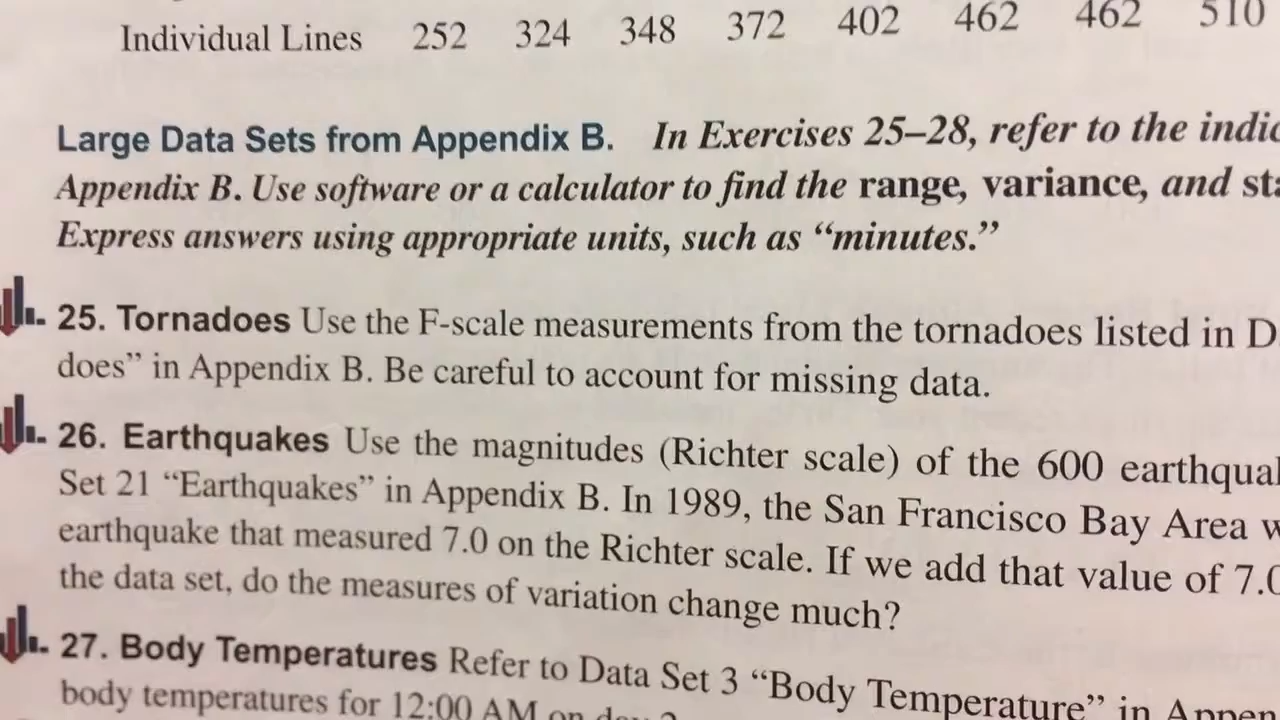 Individual Lines 252 324 348 372 402 462 462 510
Large Data Sets from Appendix B. In Exercises 25–28, refer to the indic
Appendix B. Use software or a calculator to find the range, variance, and sta
Express answers using appropriate units, such as “minutes.”
25. Tornadoes Use the F-scale measurements from the tornadoes listed in D
does” in Appendix B. Be careful to account for missing data.
26. Earthquakes Use the magnitudes (Richter scale) of the 600 earthqual
Set 21 “Earthquakes” in Appendix B. In 1989, the San Francisco Bay Area w
earthquake that measured 7.0 on the Richter scale. If we add that value of 7.0
the data set, do the measures of variation change much?
27. Body Temperatures Refer to Data Set 3 “Body Temperature” in Appen
body temperatures for 12:00 AM on day 2